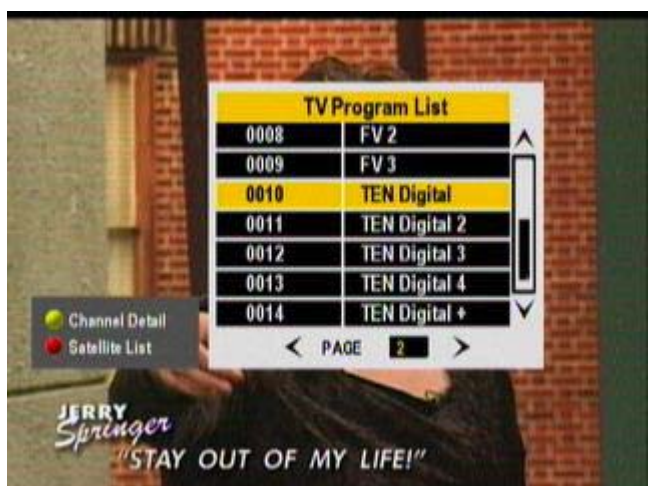 TV Program List
0008 FV 2
0009 FV 3
0010 TEN Digital
0011 TEN Digital 2
0012 TEN Digital 3
0013 TEN Digital 4
0014 TEN Digital +
PAGE 2
Channel Detail
Satellite List
JERRY
Springer
"STAY OUT OF MY LIFE!"